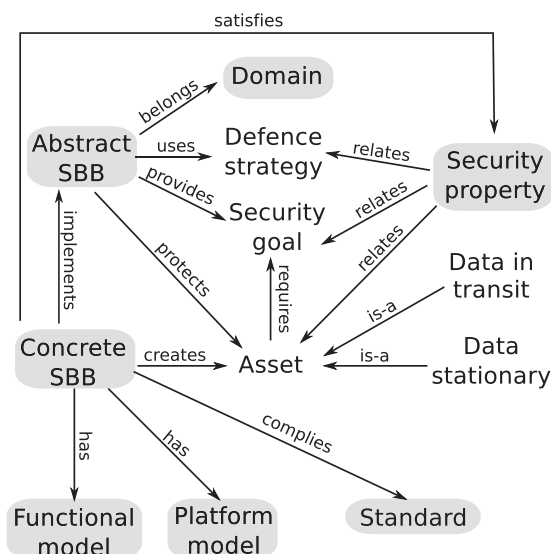 satisfies
Domain
belongs
Abstract
SBB
uses
Defence
strategy
relates
Security
property
provides
Security
goal
relates
implements
protects
relates
requires
Data in
transit
is-a
Concrete
SBB
creates
Asset
is-a
Data
stationary
has
has
complies
Functional
model
Platform
model
Standard